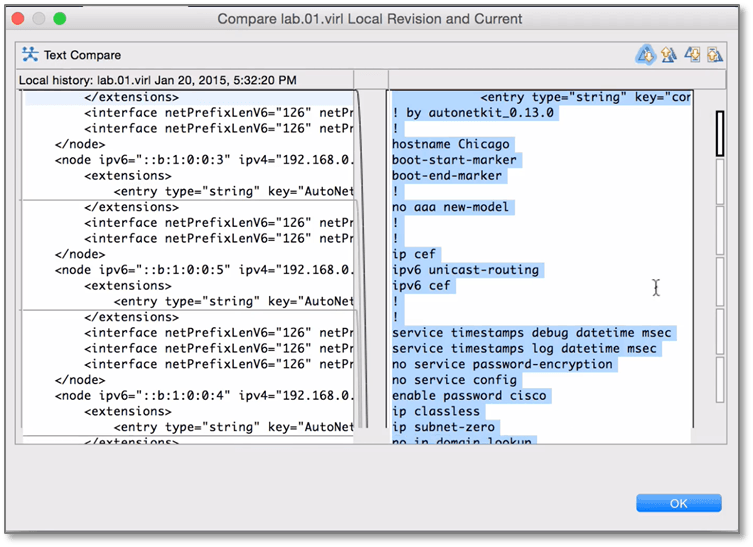 Compare lab.01.virl Local Revision and Current
Text Compare
Local history: lab.01.virl Jan 20, 2015, 5:32:20 PM
</extensions>
<interface netPrefixLenV6="126" netPr
<interface netPrefixLenV6="126" netPr
</node>
<node ipv6="::b:1:0:0:3" ipv4="192.168.0.
<extensions>
<entry type="string" key="AutoNet
</extensions>
<interface netPrefixLenV6="126" netPr
<interface netPrefixLenV6="126" netPr
</node>
<node ipv6="::b:1:0:0:5" ipv4="192.168.0.
<extensions>
<entry type="string" key="AutoNet
</extensions>
<interface netPrefixLenV6="126" netPr
<interface netPrefixLenV6="126" netPr
<interface netPrefixLenV6="126" netPr
</node>
<node ipv6="::b:1:0:0:4" ipv4="192.168.0.
<extensions>
<entry type="string" key="AutoNet
</extensions>
<entry type="string" key="cor
! by autonetkit_0.13.0
!
hostname Chicago
boot-start-marker
boot-end-marker
!
no aaa new-model
!
!
ip cef
ipv6 unicast-routing
ipv6 cef
!
!
service timestamps debug datetime msec
service timestamps log datetime msec
no service password-encryption
no service config
enable password cisco
ip classless
ip subnet-zero
no ip domain lookup
OK